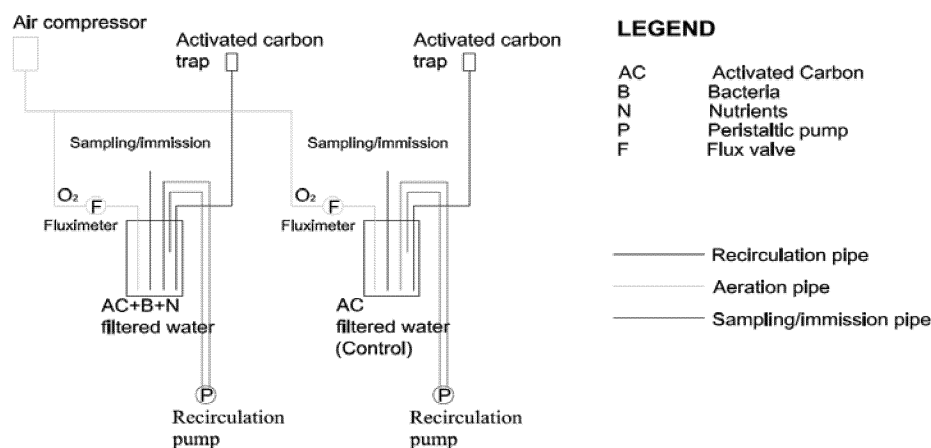 Air compressor
Activated carbon
trap
Activated carbon
trap
Sampling/immission
Sampling/immission
O₂
F
Fluximeter
O₂
F
Fluximeter
AC+B+N
filtered water
AC
filtered water
(Control)
P
Recirculation
pump
P
Recirculation
pump
LEGEND
AC Activated Carbon
B Bacteria
N Nutrients
P Peristaltic pump
F Flux valve
Recirculation pipe
Aeration pipe
Sampling/immission pipe